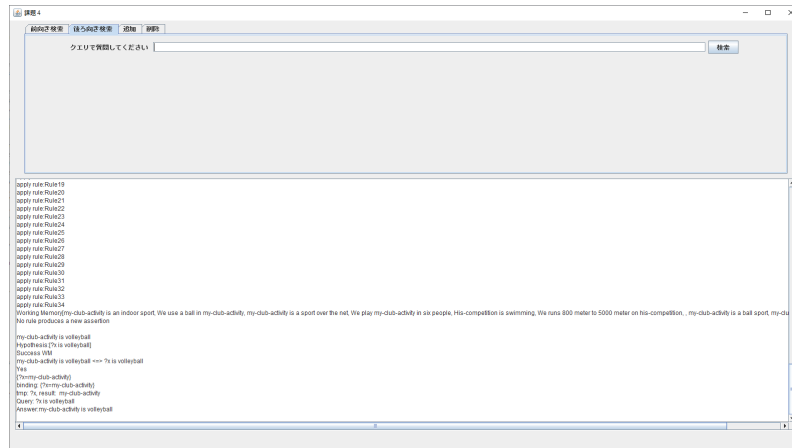 課題4
前向き検索 後ろ向き検索 追加 削除
クエリで質問してください 検索
apply rule:Rule19
apply rule:Rule20
apply rule:Rule21
apply rule:Rule22
apply rule:Rule23
apply rule:Rule24
apply rule:Rule25
apply rule:Rule26
apply rule:Rule27
apply rule:Rule28
apply rule:Rule29
apply rule:Rule30
apply rule:Rule31
apply rule:Rule32
apply rule:Rule33
apply rule:Rule34
Working Memory[my-club-activity is an indoor sport, We use a ball in my-club-activity, my-club-activity is a sport over the net, We play my-club-activity in six people, His-competition is swimming, We runs 800 meter to 5000 meter on his-competition, , my-club-activity is a ball sport, my-clu
No rule produces a new assertion
my-club-activity is volleyball
Hypothesis:[?x is volleyball]
Success WM
my-club-activity is volleyball <=> ?x is volleyball
Yes
{?x=my-club-activity}
binding: {?x=my-club-activity}
tmp: ?x, result: my-club-activity
Query: ?x is volleyball
Answer:my-club-activity is volleyball